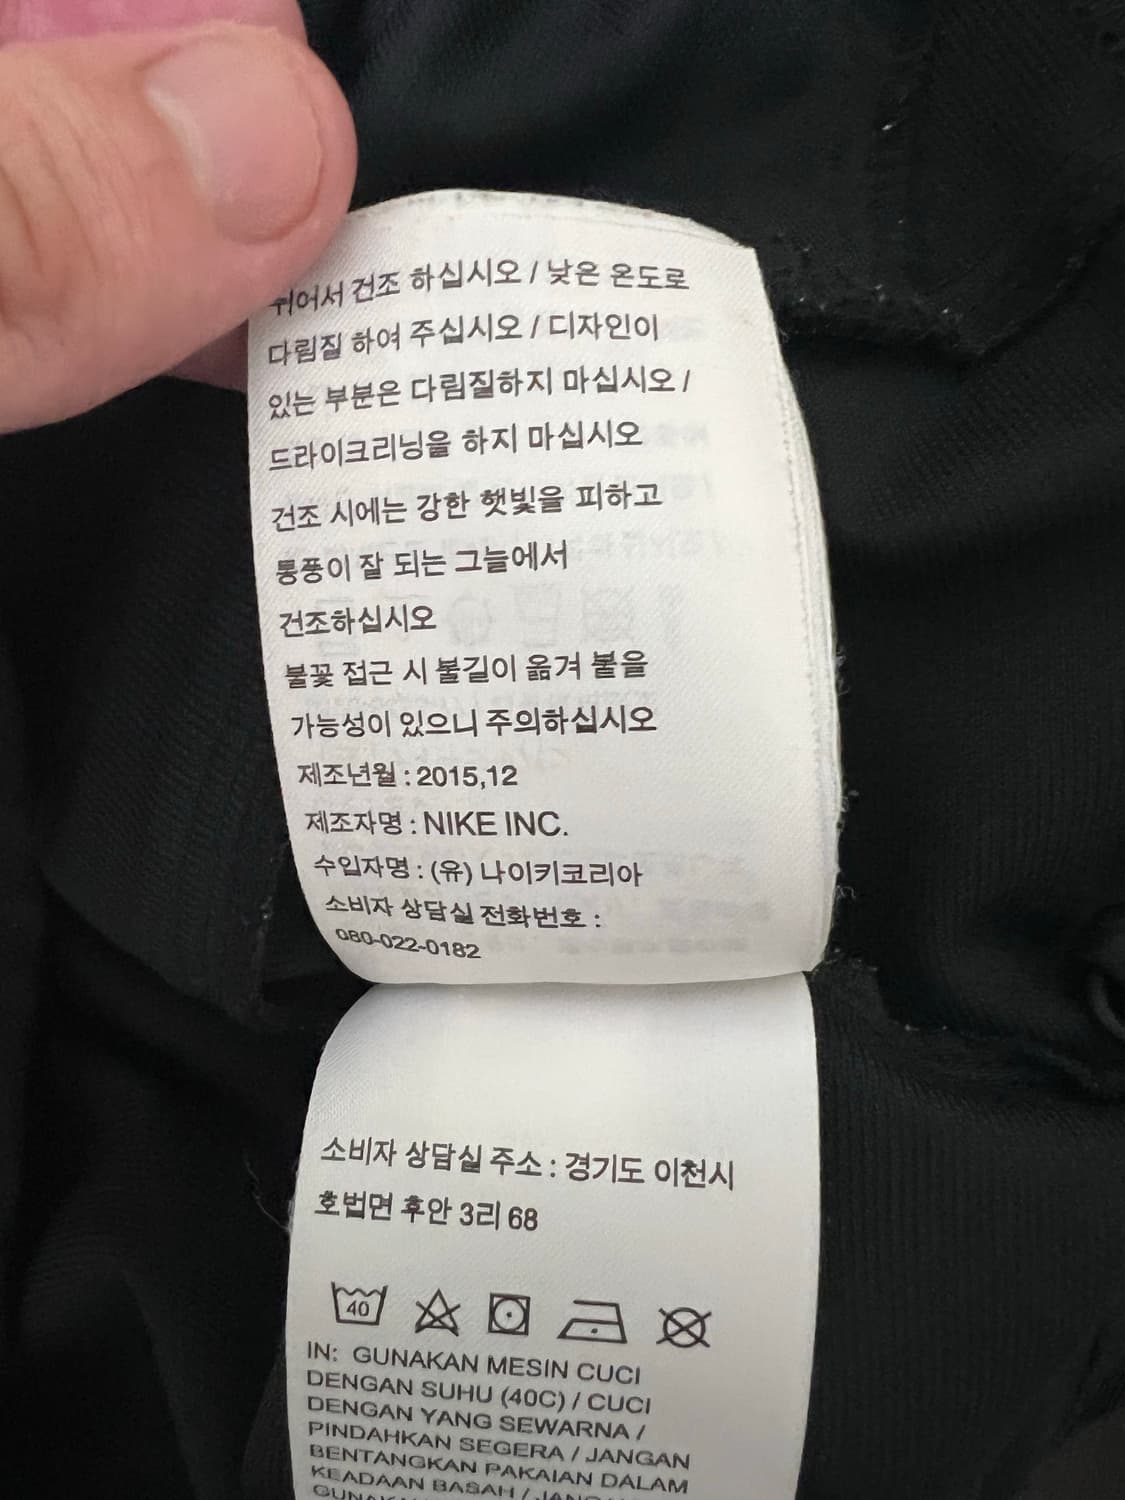 뉘어서 건조 하십시오 / 낮은 온도로
다림질 하여 주십시오 / 디자인이
있는 부분은 다림질하지 마십시오 /
드라이크리닝을 하지 마십시오
건조 시에는 강한 햇빛을 피하고
통풍이 잘 되는 그늘에서
건조하십시오
불꽃 접근 시 불길이 옮겨 붙을
가능성이 있으니 주의하십시오
제조년월 : 2015,12
제조자명 : NIKE INC.
수입자명 : (유) 나이키코리아
소비자 상담실 전화번호 :
080-022-0182
소비자 상담실 주소 : 경기도 이천시
호법면 후안 3리 68
40
IN: GUNAKAN MESIN CUCI
DENGAN SUHU (40C) / CUCI
DENGAN YANG SEWARNA /
PINDAHKAN SEGERA / JANGAN
BENTANGKAN PAKAIAN DALAM
KEADAAN BASAH /